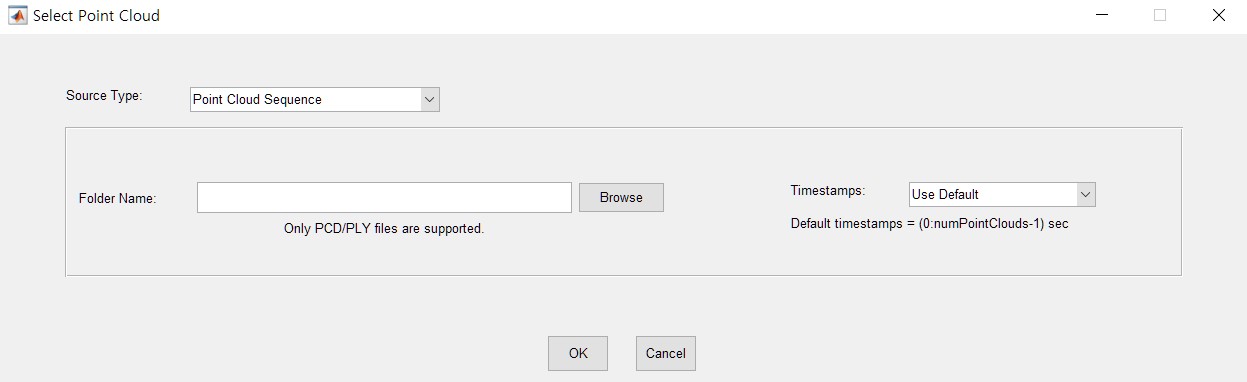 Select Point Cloud
Source Type: Point Cloud Sequence
Folder Name: Browse
Only PCD/PLY files are supported.
Timestamps: Use Default
Default timestamps = (0:numPointClouds-1) sec
OK Cancel